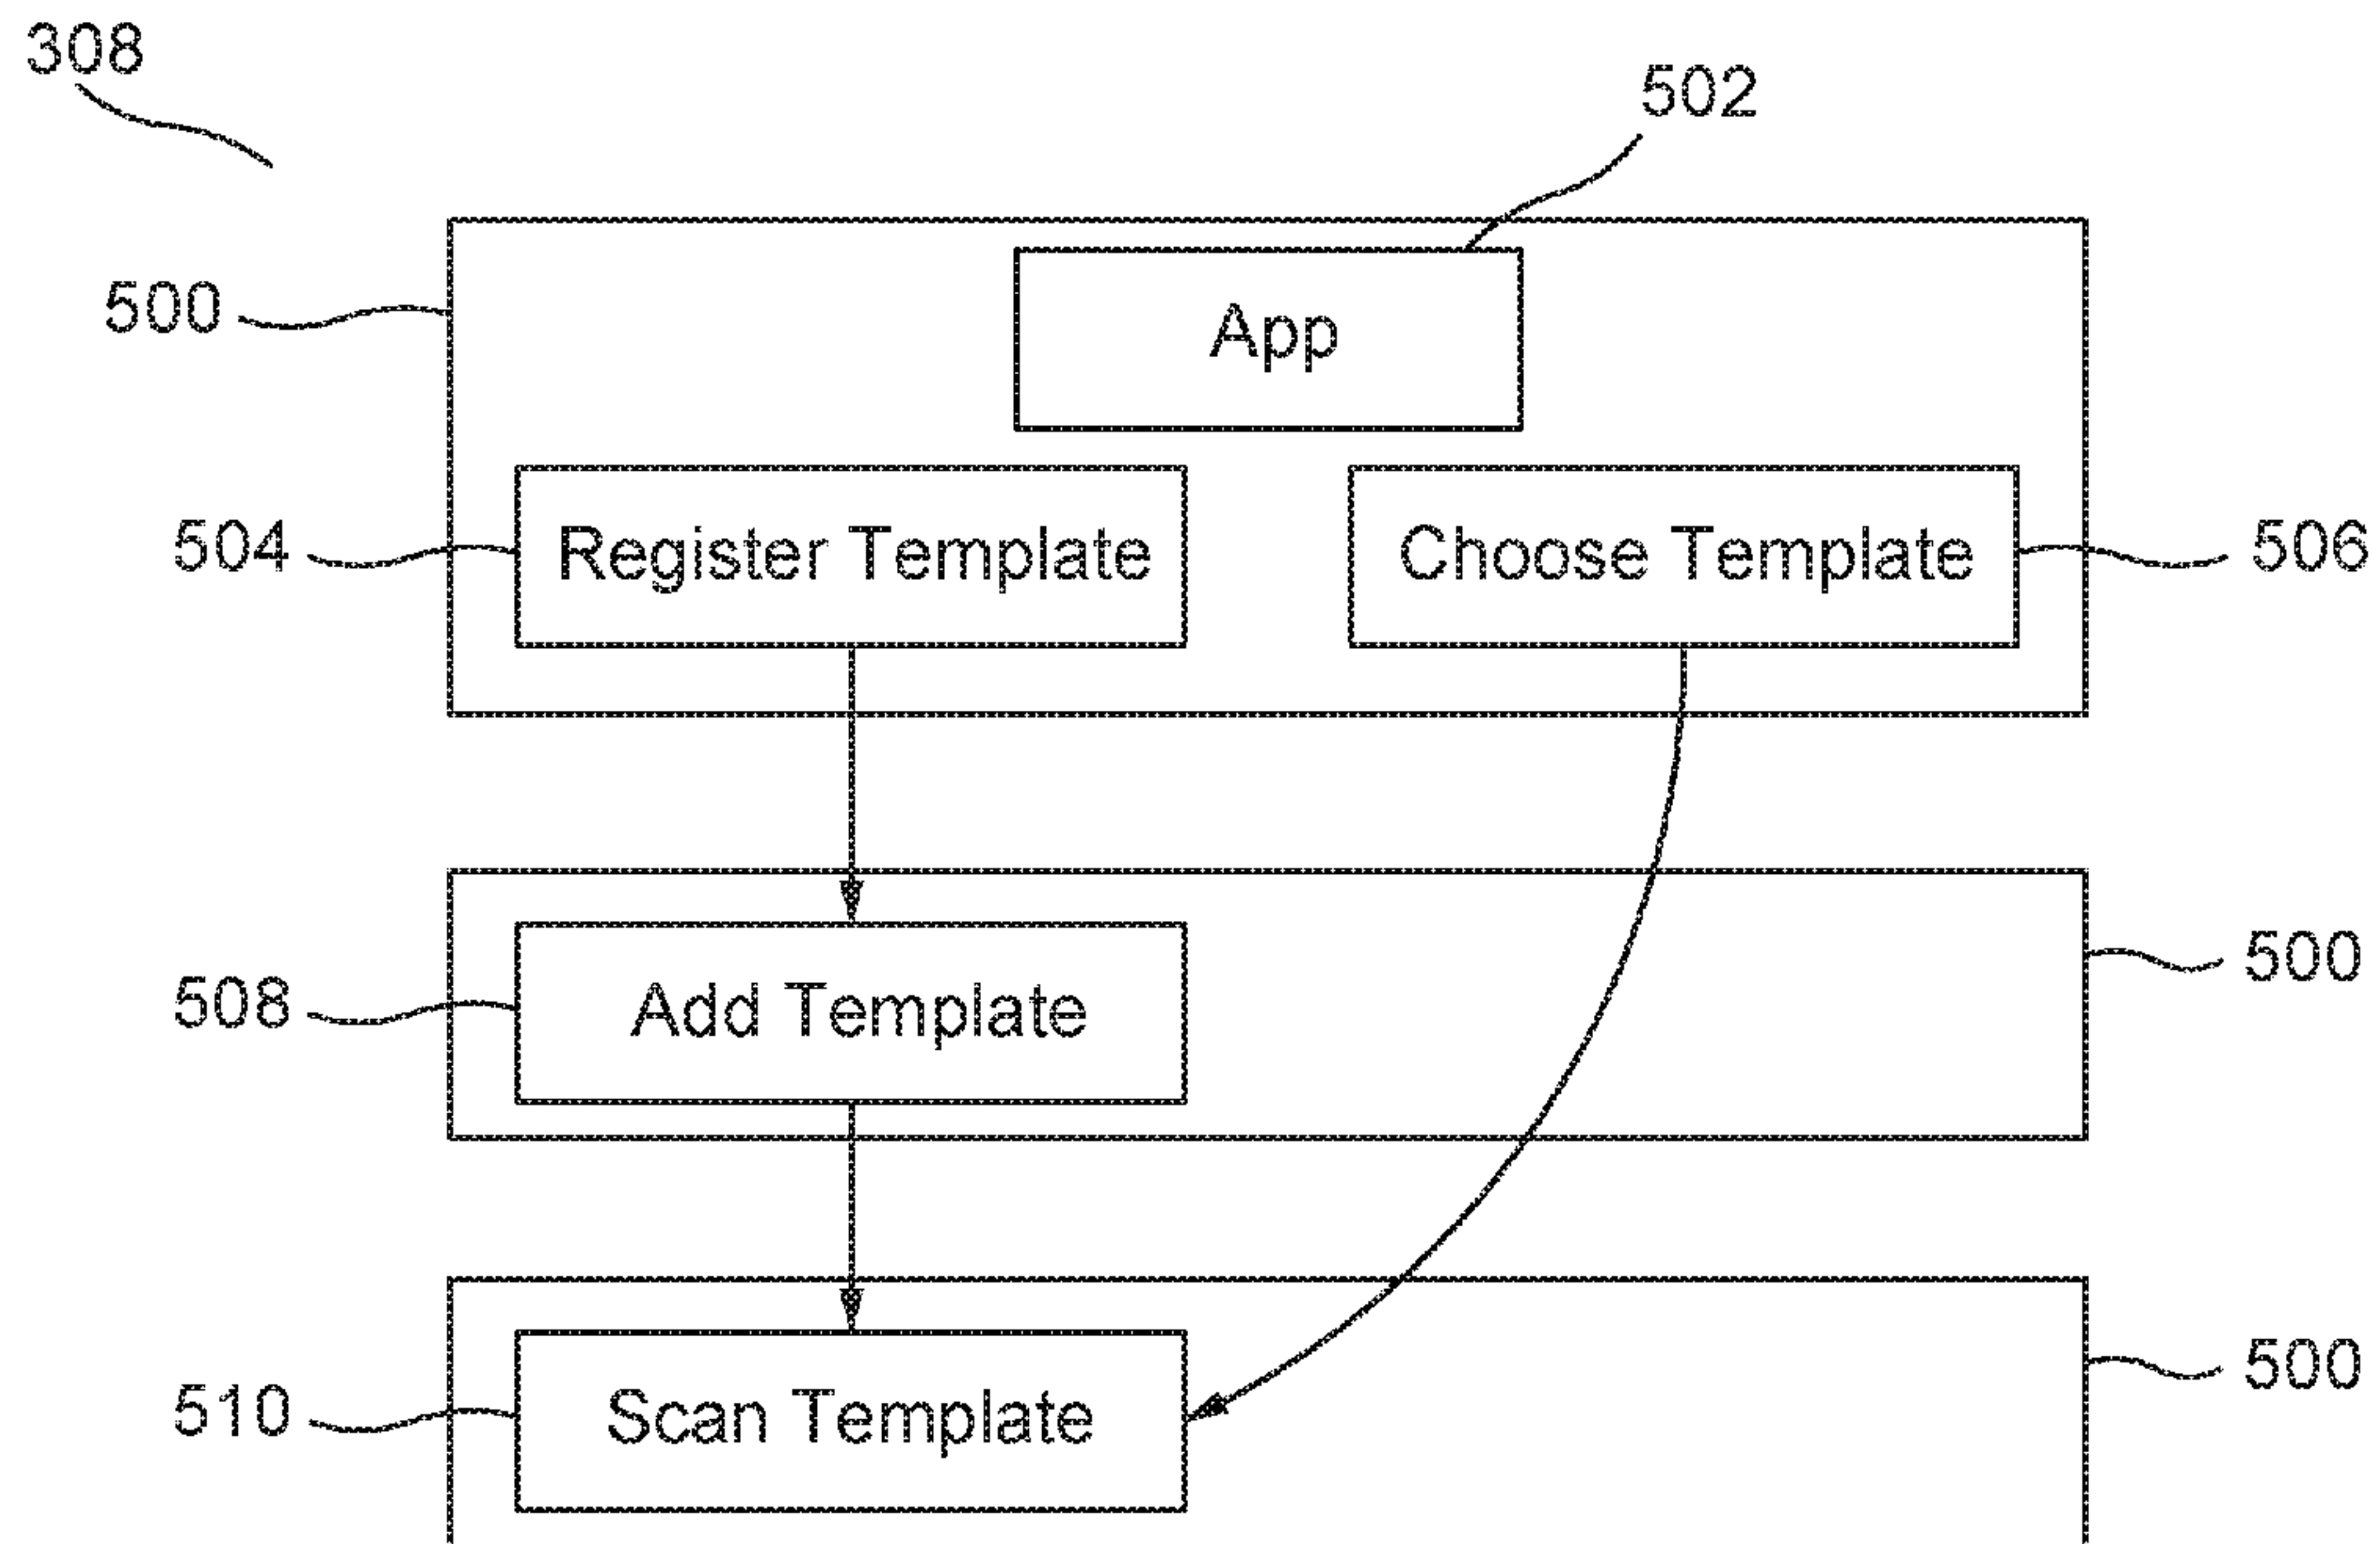 308
502
500
App
504
Register Template
Choose Template
506
500
508
Add Template
500
510
Scan Template